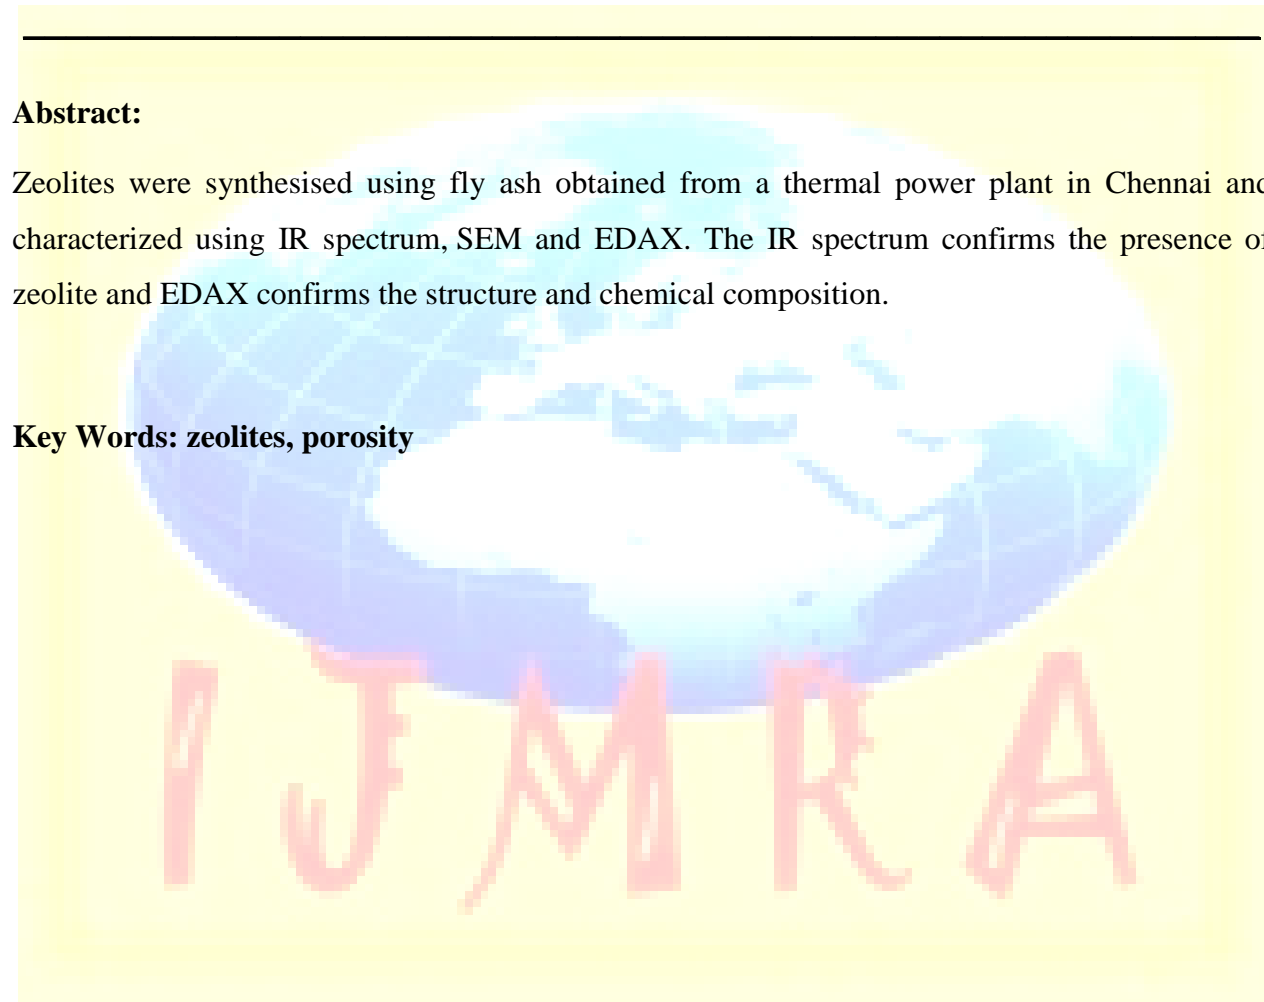 Abstract:
Zeolites were synthesised using fly ash obtained from a thermal power plant in Chennai and
characterized using IR spectrum, SEM and EDAX. The IR spectrum confirms the presence of
zeolite and EDAX confirms the structure and chemical composition.
Key Words: zeolites, porosity
IJMRA